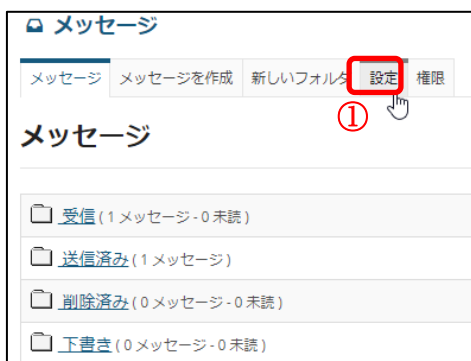 メッセージ
メッセージ メッセージを作成 新しいフォルダ 設定 権限
①
メッセージ
受信 (1メッセージ - 0未読)
送信済み (1メッセージ)
削除済み (0メッセージ - 0未読)
下書き (0メッセージ - 0未読)